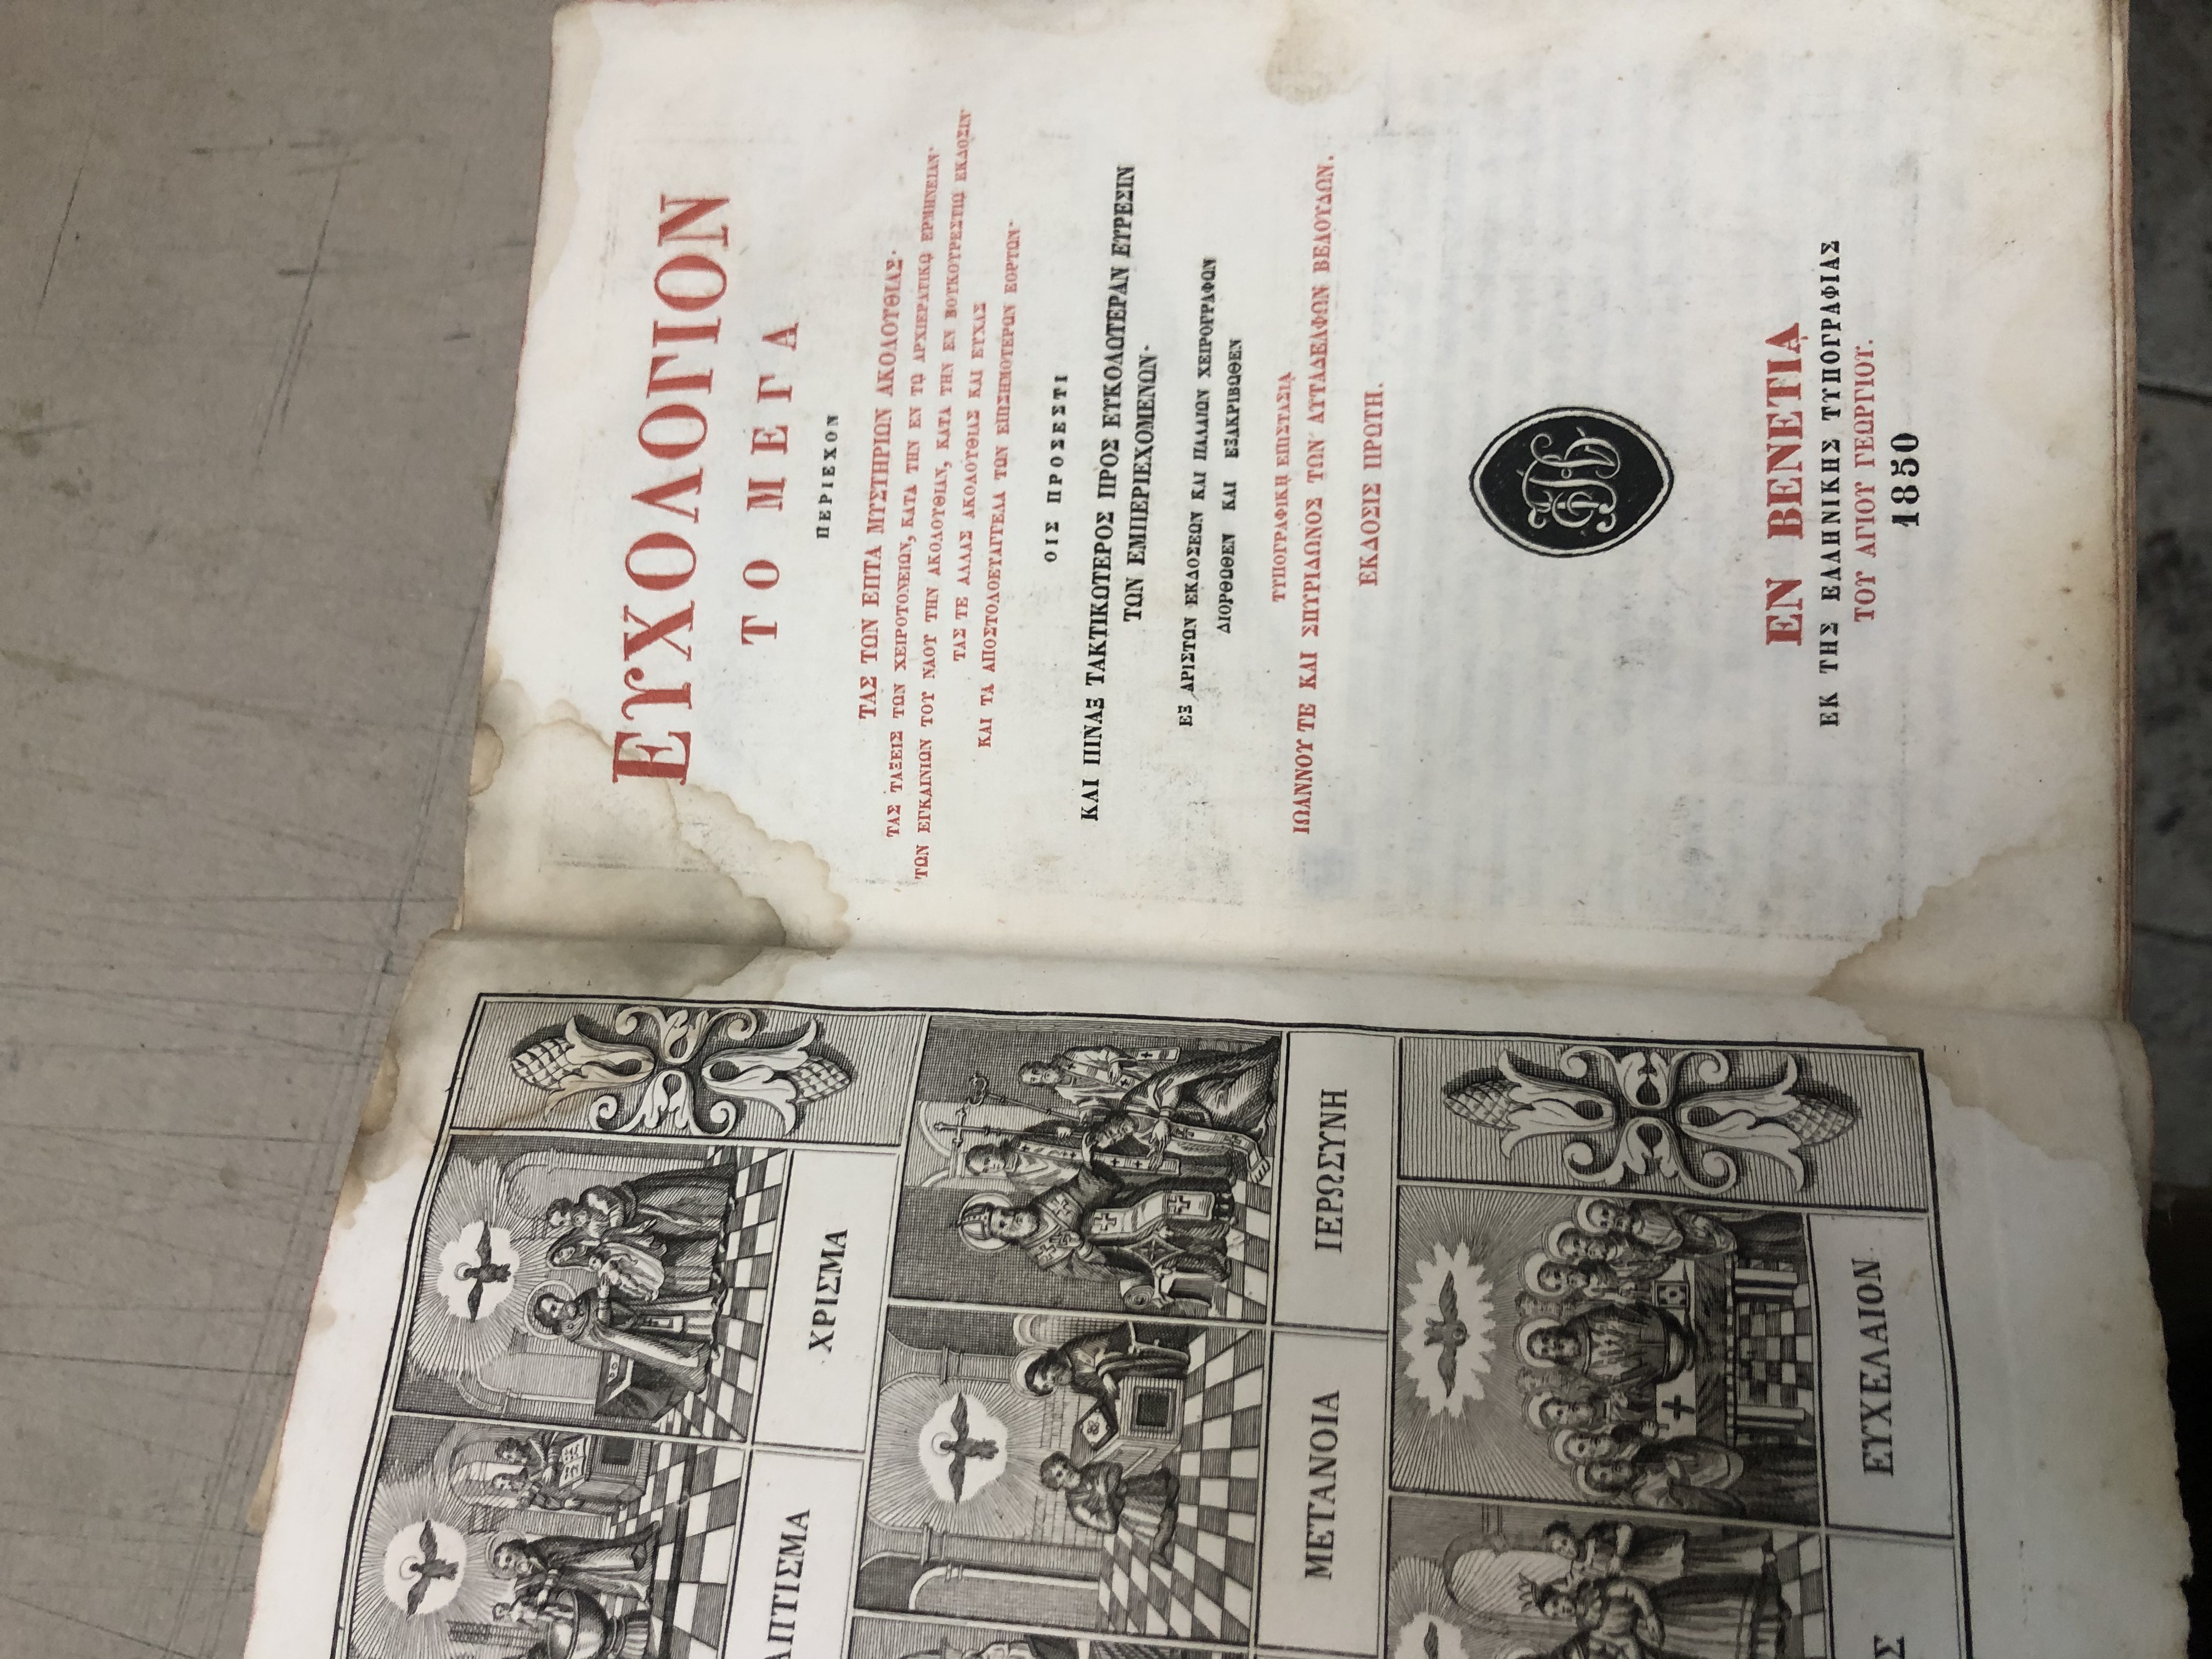 ΧΡΙΣΜΑ
ΜΕΤΑΝΟΙΑ
ΙΕΡΩΣΥΝΗ
ΕΥΧΕΛΑΙΟΝ
ΕΥΧΟΛΟΓΙΟΝ
ΤΟ ΜΕΓΑ
ΠΕΡΙΕΧΟΝ
ΤΑΣ ΤΩΝ ΕΠΤΑ ΜΥΣΤΗΡΙΩΝ ΑΚΟΛΟΥΘΙΑΣ·
ΤΑΣ ΤΑΞΕΙΣ ΤΩΝ ΧΕΙΡΟΤΟΝΕΙΩΝ, ΚΑΤΑ ΤΗΝ ΕΝ ΤΩ ΑΡΧΙΕΡΑΤΙΚΩ ΕΡΜΗΝΕΙΑΝ·
ΤΩΝ ΕΓΚΑΙΝΙΩΝ ΤΟΥ ΝΑΟΥ ΤΗΝ ΑΚΟΛΟΥΘΙΑΝ, ΚΑΤΑ ΤΗΝ ΕΝ ΒΟΥΚΟΥΡΕΣΤΙΩ ΕΚΔΟΣΙΝ·
ΤΑΣ ΤΕ ΑΛΛΑΣ ΑΚΟΛΟΥΘΙΑΣ ΚΑΙ ΕΥΧΑΣ
ΚΑΙ ΤΑ ΑΠΟΣΤΟΛΟΕΥΑΓΓΕΛΑ ΤΩΝ ΕΠΙΣΗΜΟΤΕΡΩΝ ΕΟΡΤΩΝ·
ΟΙΣ ΠΡΟΣΕΣΤΙ
ΚΑΙ ΠΙΝΑΞ ΤΑΚΤΙΚΩΤΕΡΟΣ ΠΡΟΣ ΕΥΚΟΛΩΤΕΡΑΝ ΕΥΡΕΣΙΝ
ΤΩΝ ΕΜΠΕΡΙΕΧΟΜΕΝΩΝ·
ΕΞ ΑΡΙΣΤΩΝ ΕΚΔΟΣΕΩΝ ΚΑΙ ΠΑΛΑΙΩΝ ΧΕΙΡΟΓΡΑΦΩΝ
ΔΙΟΡΘΩΘΕΝ ΚΑΙ ΕΞΑΚΡΙΒΩΘΕΝ
ΤΥΠΟΓΡΑΦΙΚΗ ΕΠΙΣΤΑΣΙΑ
ΙΩΑΝΝΟΥ ΤΕ ΚΑΙ ΣΠΥΡΙΔΩΝΟΣ ΤΩΝ ΑΥΤΑΔΕΛΦΩΝ ΒΕΛΟΥΔΩΝ.
ΕΚΔΟΣΙΣ ΠΡΩΤΗ.
ΕΝ ΒΕΝΕΤΙΑ
ΕΚ ΤΗΣ ΕΛΛΗΝΙΚΗΣ ΤΥΠΟΓΡΑΦΙΑΣ
ΤΟΥ ΑΓΙΟΥ ΓΕΩΡΓΙΟΥ.
1850